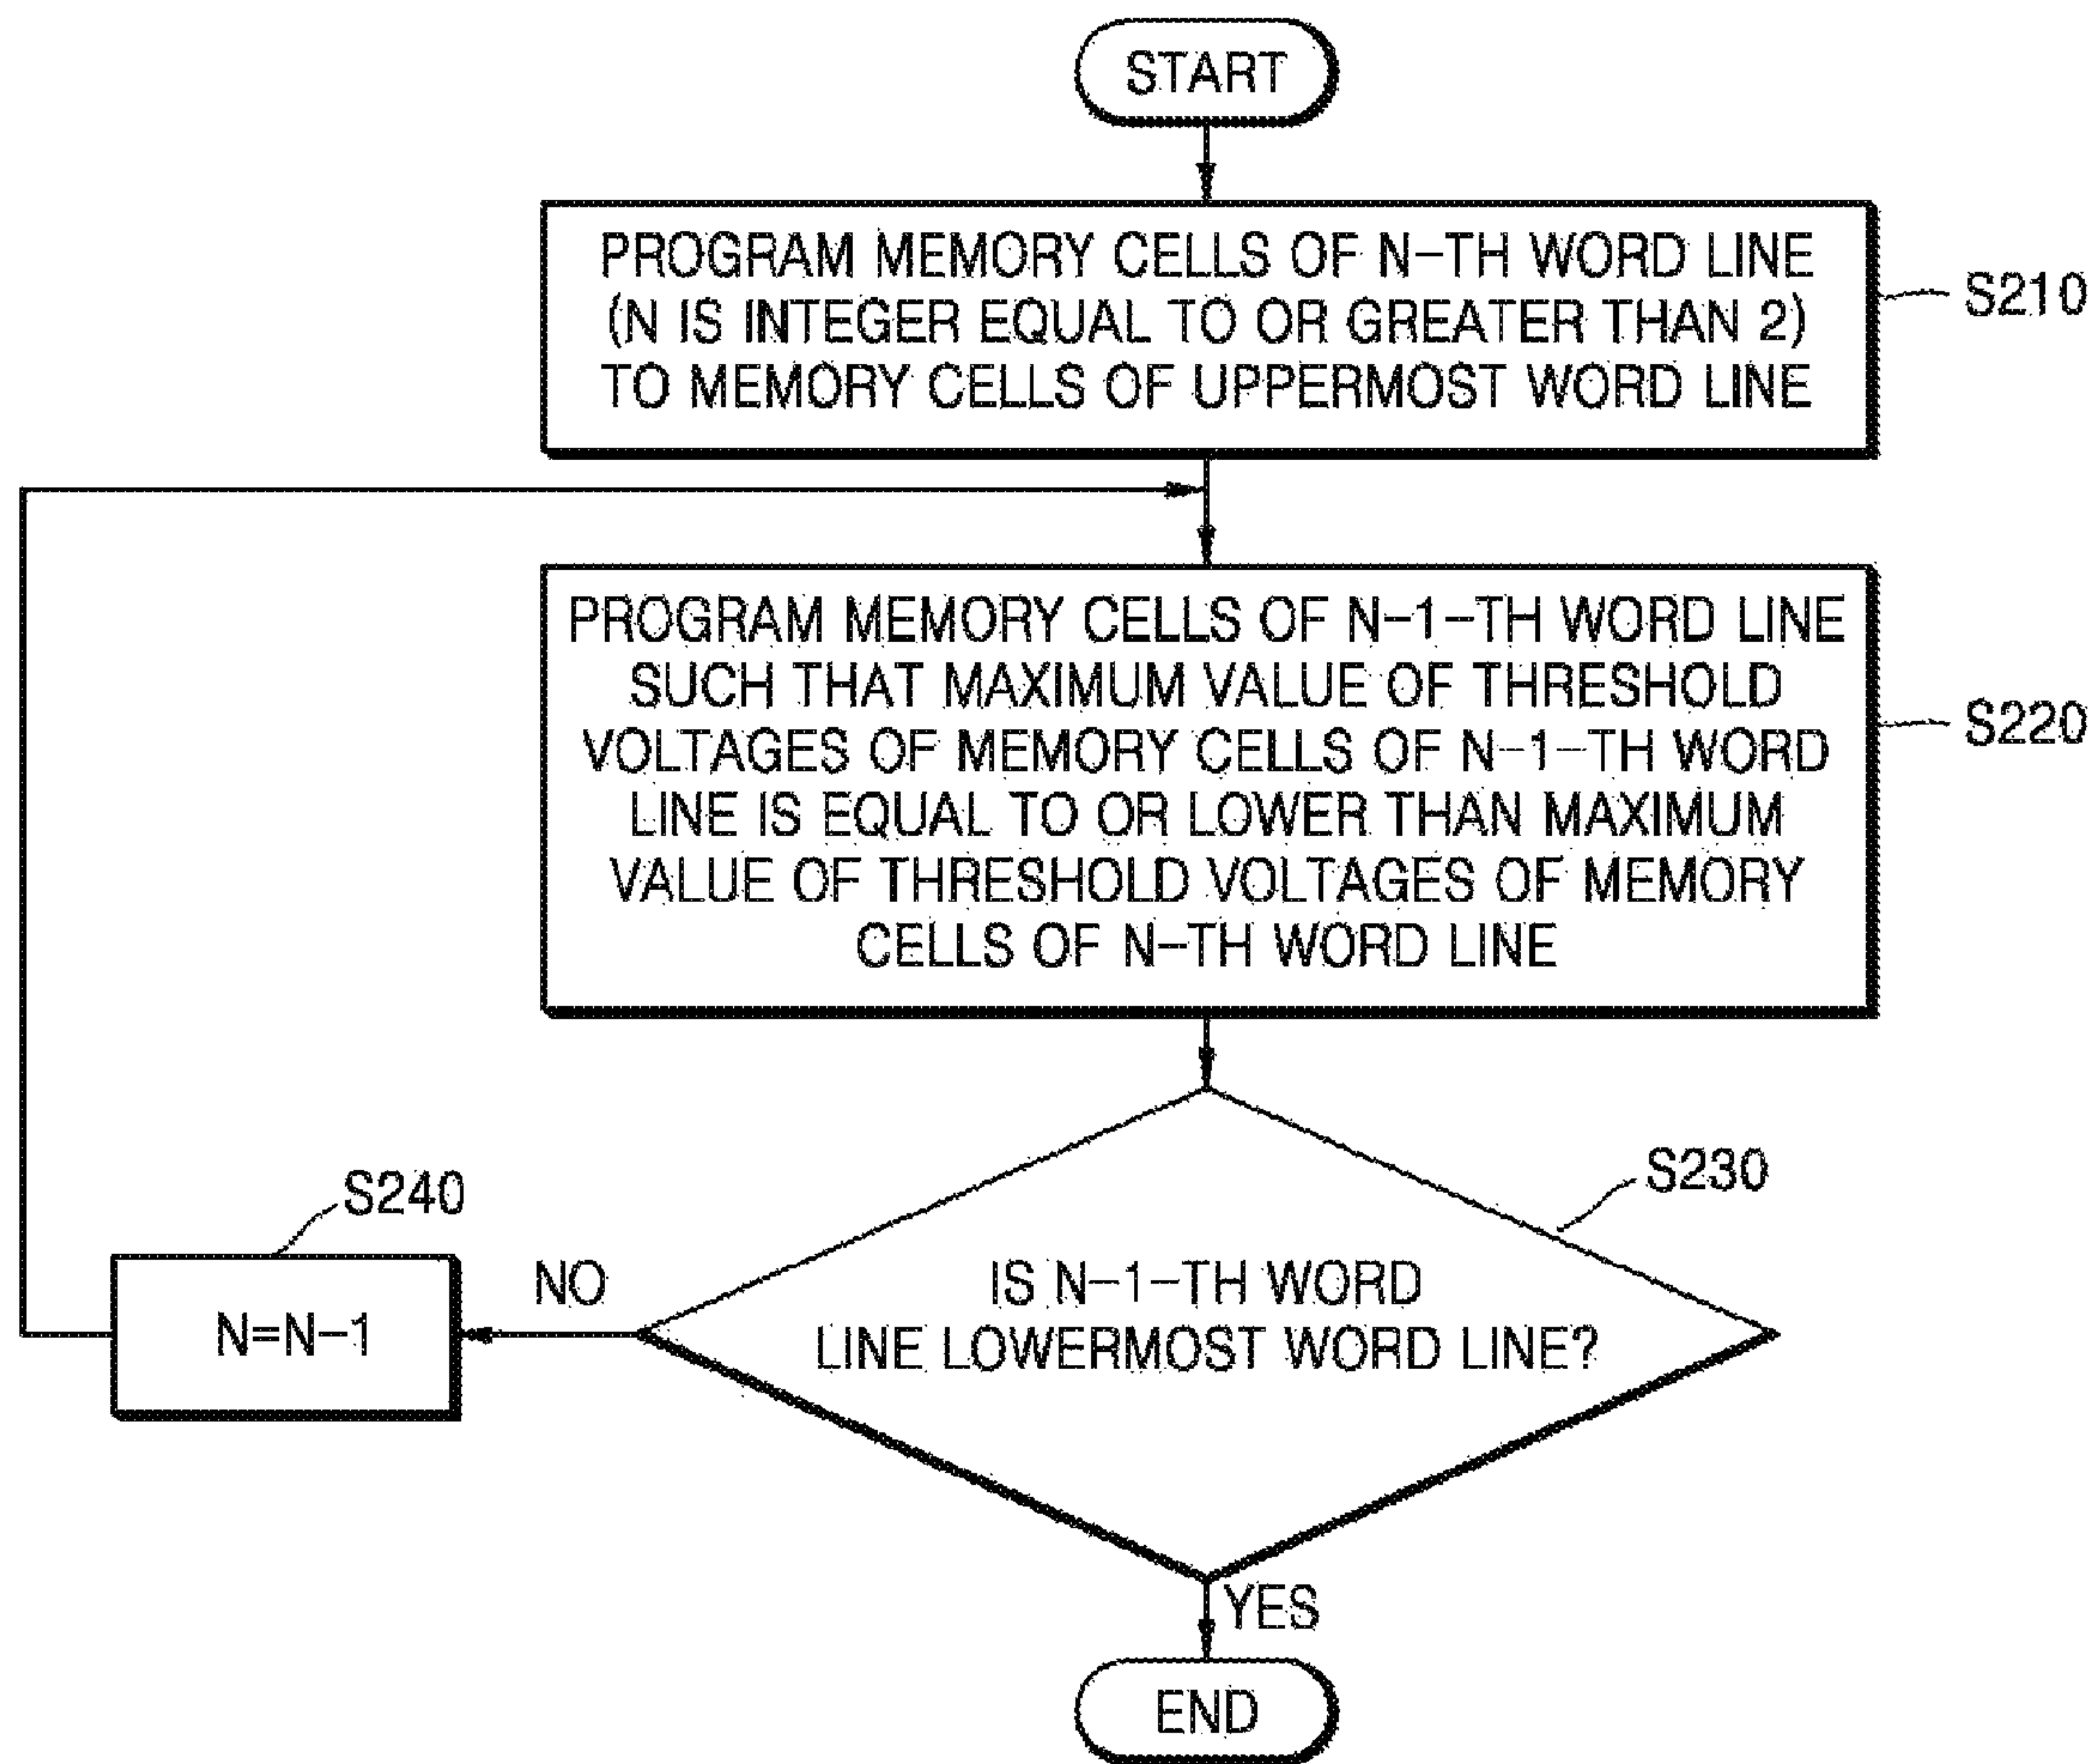 START
PROGRAM MEMORY CELLS OF N-TH WORD LINE
(N IS INTEGER EQUAL TO OR GREATER THAN 2)
TO MEMORY CELLS OF UPPERMOST WORD LINE
S210
PROGRAM MEMORY CELLS OF N-1-TH WORD LINE
SUCH THAT MAXIMUM VALUE OF THRESHOLD
VOLTAGES OF MEMORY CELLS OF N-1-TH WORD
LINE IS EQUAL TO OR LOWER THAN MAXIMUM
VALUE OF THRESHOLD VOLTAGES OF MEMORY
CELLS OF N-TH WORD LINE
S220
S230
IS N-1-TH WORD
LINE LOWERMOST WORD LINE?
NO
S240
N=N-1
YES
END